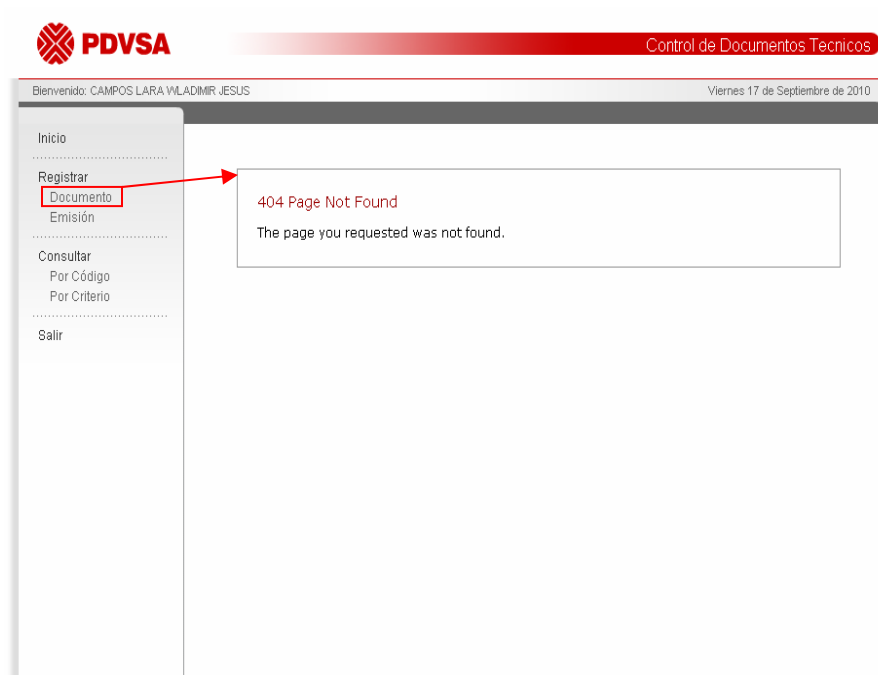 PDVSA
Control de Documentos Tecnicos
Bienvenido: CAMPOS LARA WLADIMIR JESUS
Viernes 17 de Septiembre de 2010
Inicio
Registrar
Documento
Emisión
Consultar
Por Código
Por Criterio
Salir
404 Page Not Found
The page you requested was not found.